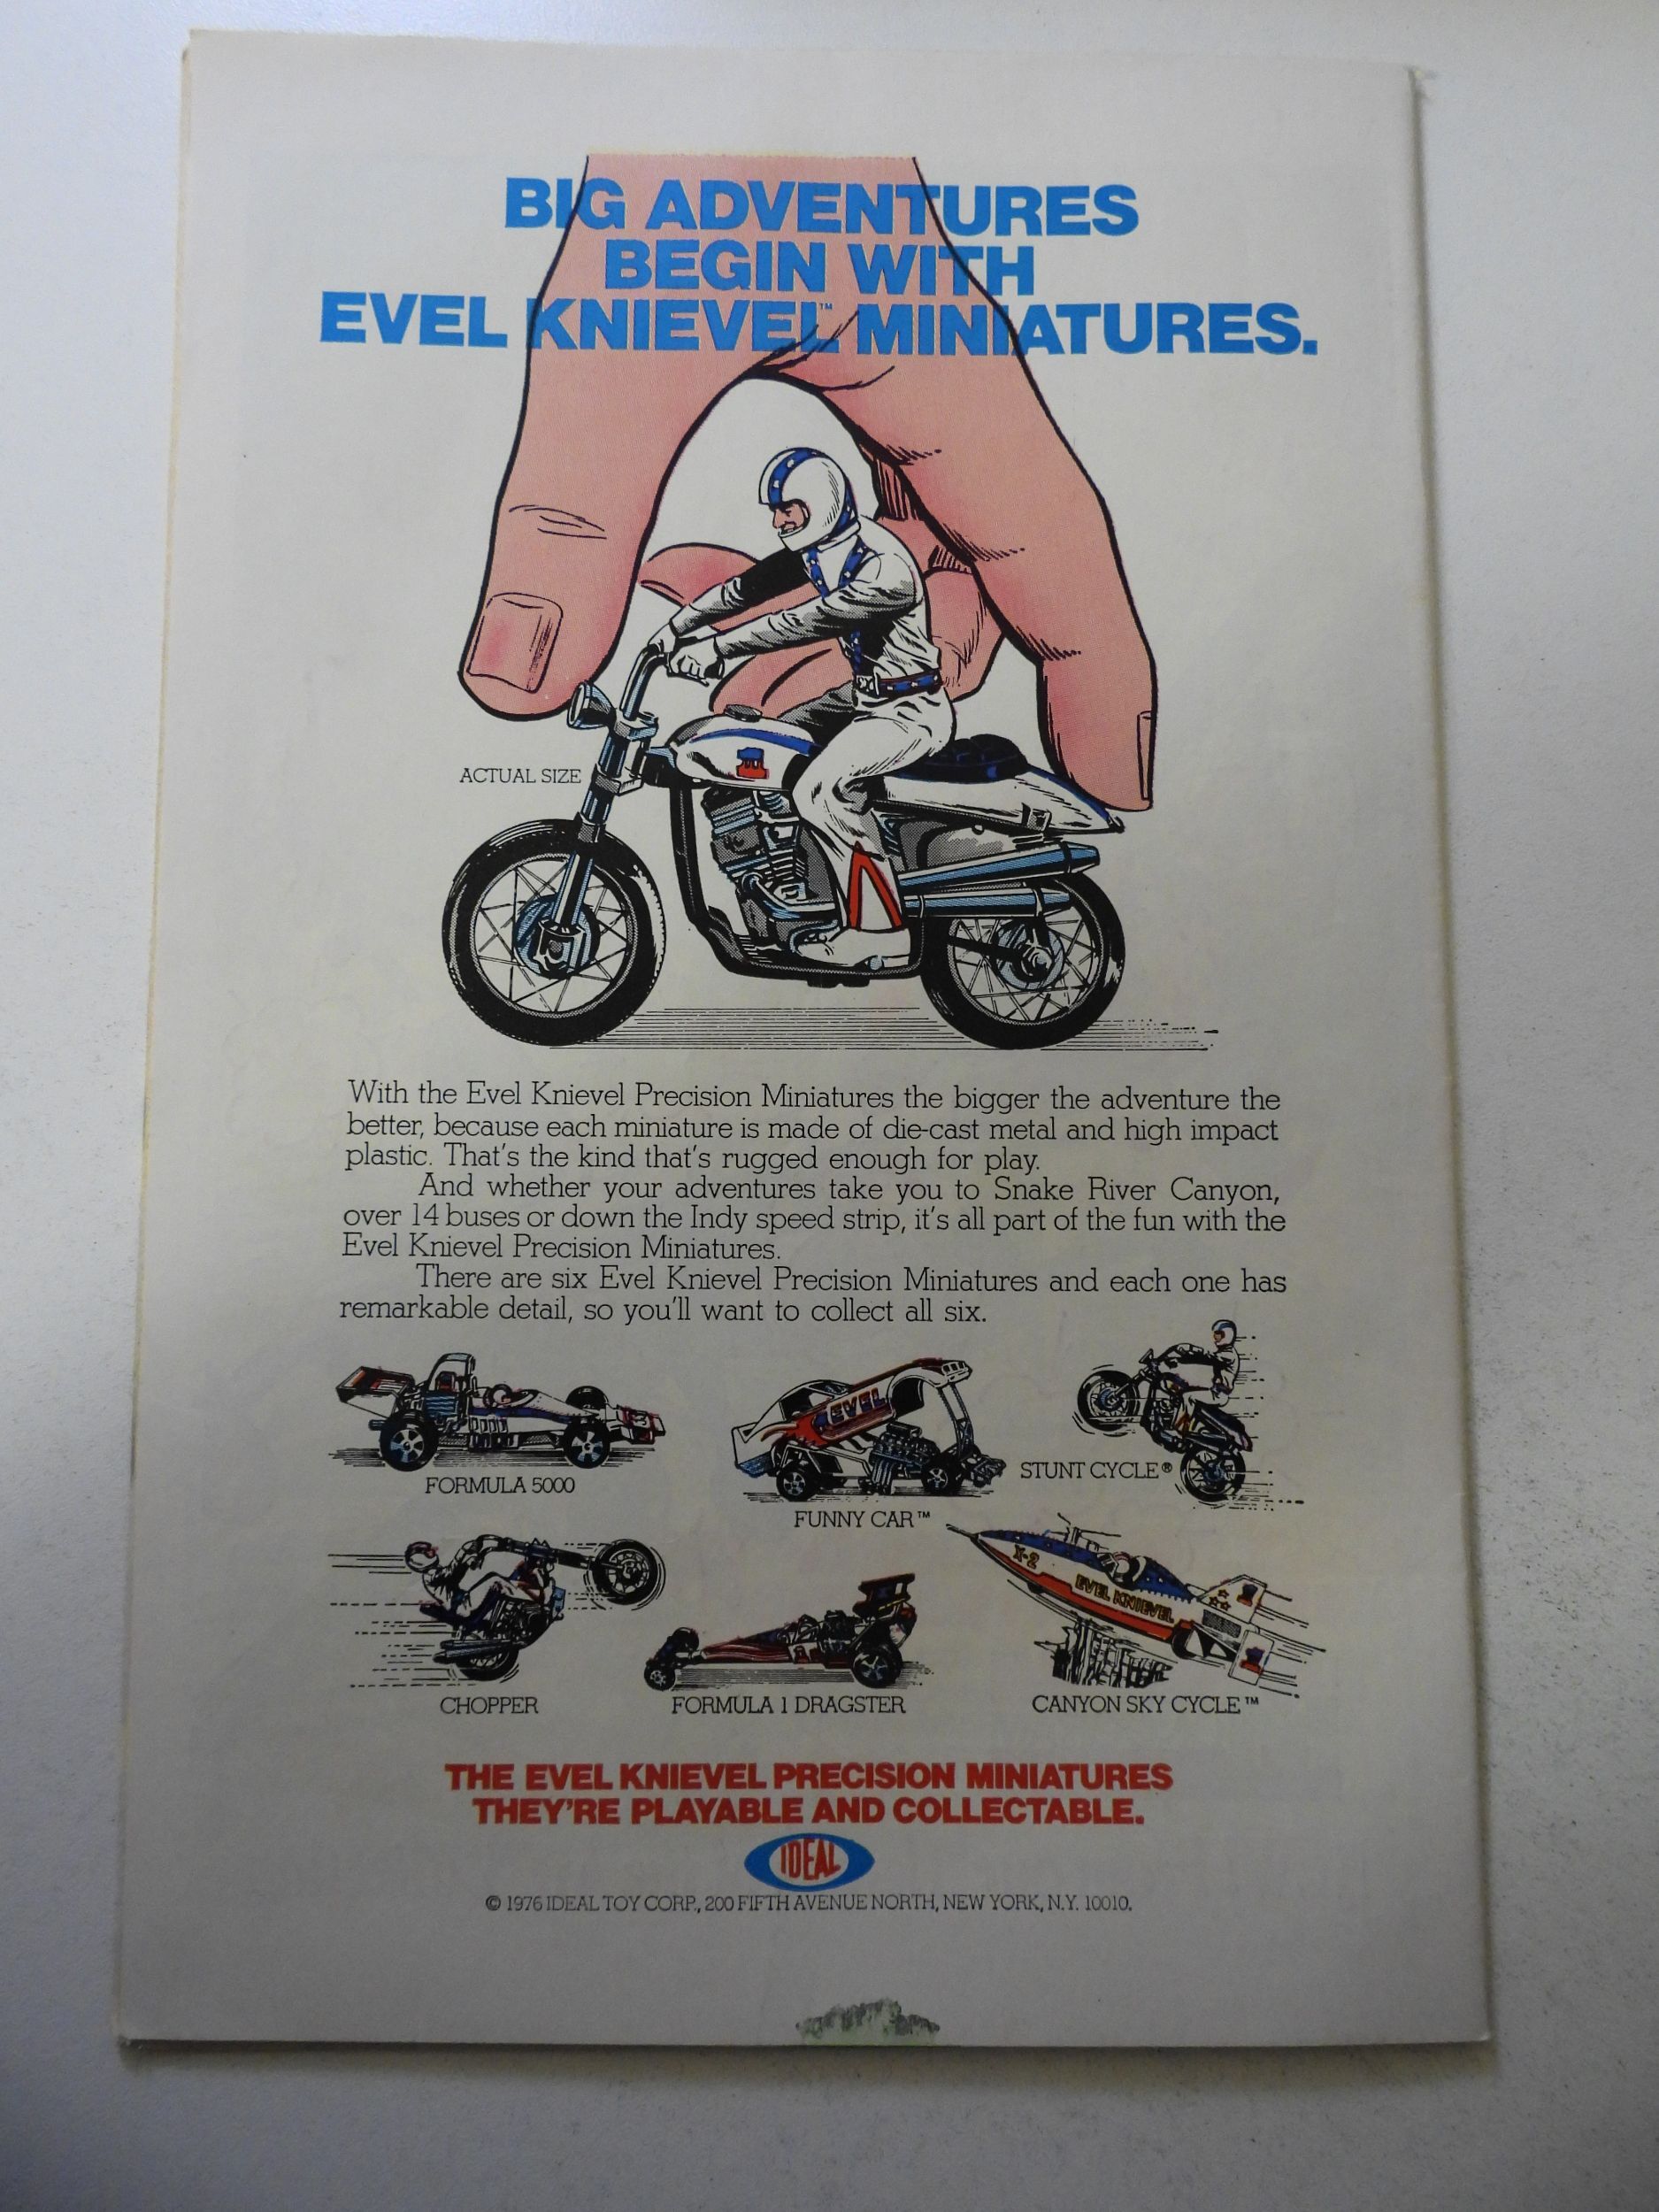 BIG ADVENTURES
BEGIN WITH
EVEL KNIEVEL™ MINIATURES.
ACTUAL SIZE
With the Evel Knievel Precision Miniatures the bigger the adventure the
better, because each miniature is made of die-cast metal and high impact
plastic. That's the kind that's rugged enough for play.
And whether your adventures take you to Snake River Canyon,
over 14 buses or down the Indy speed strip, it's all part of the fun with the
Evel Knievel Precision Miniatures.
There are six Evel Knievel Precision Miniatures and each one has
remarkable detail, so you'll want to collect all six.
FORMULA 5000
EVEL
FUNNY CAR™
STUNT CYCLE®
CHOPPER
FORMULA 1 DRAGSTER
X-2
EVEL KNIEVEL
CANYON SKY CYCLE™
THE EVEL KNIEVEL PRECISION MINIATURES
THEY'RE PLAYABLE AND COLLECTABLE.
IDEAL
© 1976 IDEAL TOY CORP., 200 FIFTH AVENUE NORTH, NEW YORK, N.Y. 10010.